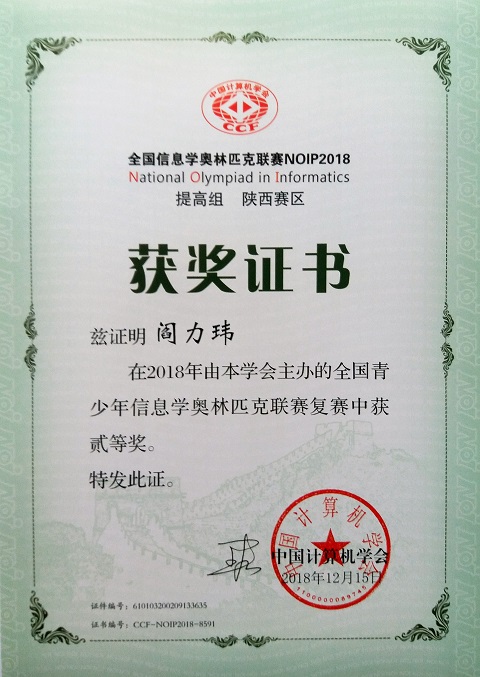 中国计算机学会
CCF
全国信息学奥林匹克联赛NOIP2018
National Olympiad in Informatics
提高组 陕西赛区
获奖证书
兹证明 阎力玮
在2018年由本学会主办的全国青
少年信息学奥林匹克联赛复赛中获
贰等奖。
特发此证。
中国计算机学会
中国计算机学会
2018年12月15日
1100000089745
证件编号：610103200209133635
证书编号：CCF-NOIP2018-8591